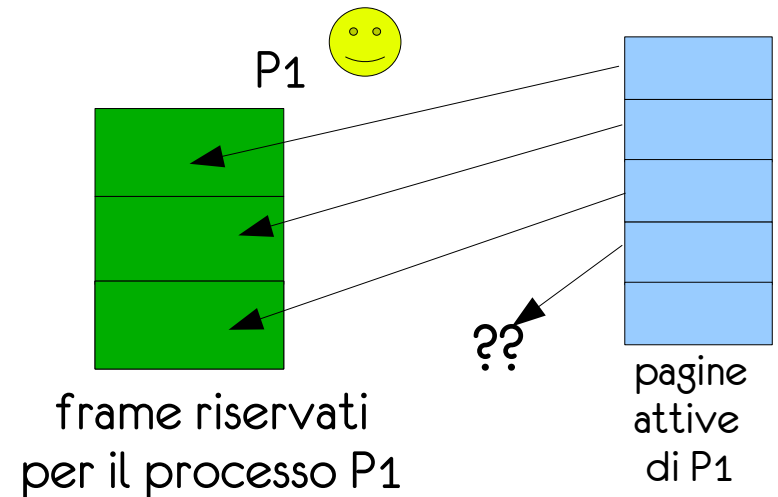 P1
??
frame riservati
per il processo P1
pagine
attive
di P1